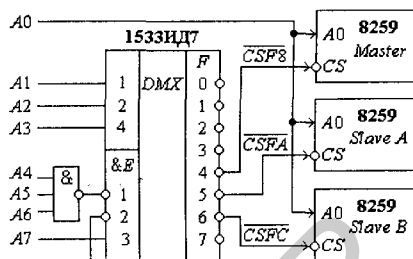 A0
1533ИД7
A1
A2
A3
1
2
4
DMX
F
0
1
2
3
4
5
6
7
&E
A4
A5
A6
&
A7
1
2
3
CSF8
CSFA
CSFC
A0 8259
Master
CS
A0 8259
Slave A
CS
A0 8259
Slave B
CS